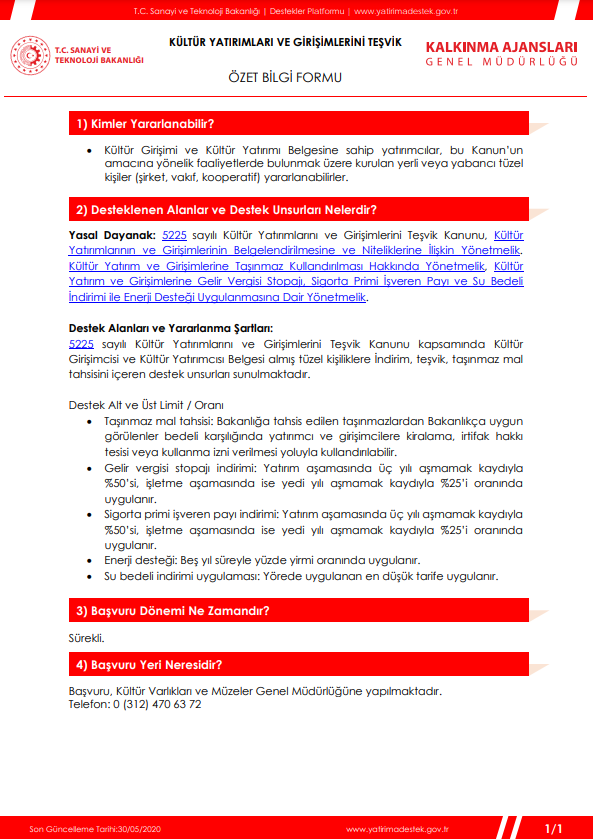 T.C. Sanayi ve Teknoloji Bakanlığı | Destekler Platformu | www.yatirimadestek.gov.tr
T.C. SANAYİ VE
TEKNOLOJİ BAKANLIĞI
KÜLTÜR YATIRIMLARI VE GİRİŞİMLERİNİ TEŞVİK
ÖZET BİLGİ FORMU
KALKINMA AJANSLARI
GENEL MÜDÜRLÜĞÜ
1) Kimler Yararlanabilir?
• Kültür Girişimi ve Kültür Yatırımı Belgesine sahip yatırımcılar, bu Kanun’un
amacına yönelik faaliyetlerde bulunmak üzere kurulan yerli veya yabancı tüzel
kişiler (şirket, vakıf, kooperatif) yararlanabilirler.
2) Desteklenen Alanlar ve Destek Unsurları Nelerdir?
Yasal Dayanak: 5225 sayılı Kültür Yatırımlarını ve Girişimlerini Teşvik Kanunu, Kültür
Yatırımlarının ve Girişimlerinin Belgelendirilmesine ve Niteliklerine İlişkin Yönetmelik.
Kültür Yatırım ve Girişimlerine Taşınmaz Kullandırılması Hakkında Yönetmelik, Kültür
Yatırım ve Girişimlerine Gelir Vergisi Stopajı, Sigorta Primi İşveren Payı ve Su Bedeli
İndirimi ile Enerji Desteği Uygulanmasına Dair Yönetmelik.
Destek Alanları ve Yararlanma Şartları:
5225 sayılı Kültür Yatırımlarını ve Girişimlerini Teşvik Kanunu kapsamında Kültür
Girişimcisi ve Kültür Yatırımcısı Belgesi almış tüzel kişiliklere İndirim, teşvik, taşınmaz mal
tahsisini içeren destek unsurları sunulmaktadır.
Destek Alt ve Üst Limit / Oranı
• Taşınmaz mal tahsisi: Bakanlığa tahsis edilen taşınmazlardan Bakanlıkça uygun
görülenler bedeli karşılığında yatırımcı ve girişimcilere kiralama, irtifak hakkı
tesisi veya kullanma izni verilmesi yoluyla kullandırılabilir.
• Gelir vergisi stopajı indirimi: Yatırım aşamasında üç yılı aşmamak kaydıyla
%50’si, işletme aşamasında ise yedi yılı aşmamak kaydıyla %25’i oranında
uygulanır.
• Sigorta primi işveren payı indirimi: Yatırım aşamasında üç yılı aşmamak kaydıyla
%50’si, işletme aşamasında ise yedi yılı aşmamak kaydıyla %25’i oranında
uygulanır.
• Enerji desteği: Beş yıl süreyle yüzde yirmi oranında uygulanır.
• Su bedeli indirimi uygulaması: Yörede uygulanan en düşük tarife uygulanır.
3) Başvuru Dönemi Ne Zamandır?
Sürekli.
4) Başvuru Yeri Neresidir?
Başvuru, Kültür Varlıkları ve Müzeler Genel Müdürlüğüne yapılmaktadır.
Telefon: 0 (312) 470 63 72
Son Güncelleme Tarihi:30/05/2020
www.yatirimadestek.gov.tr
1/1